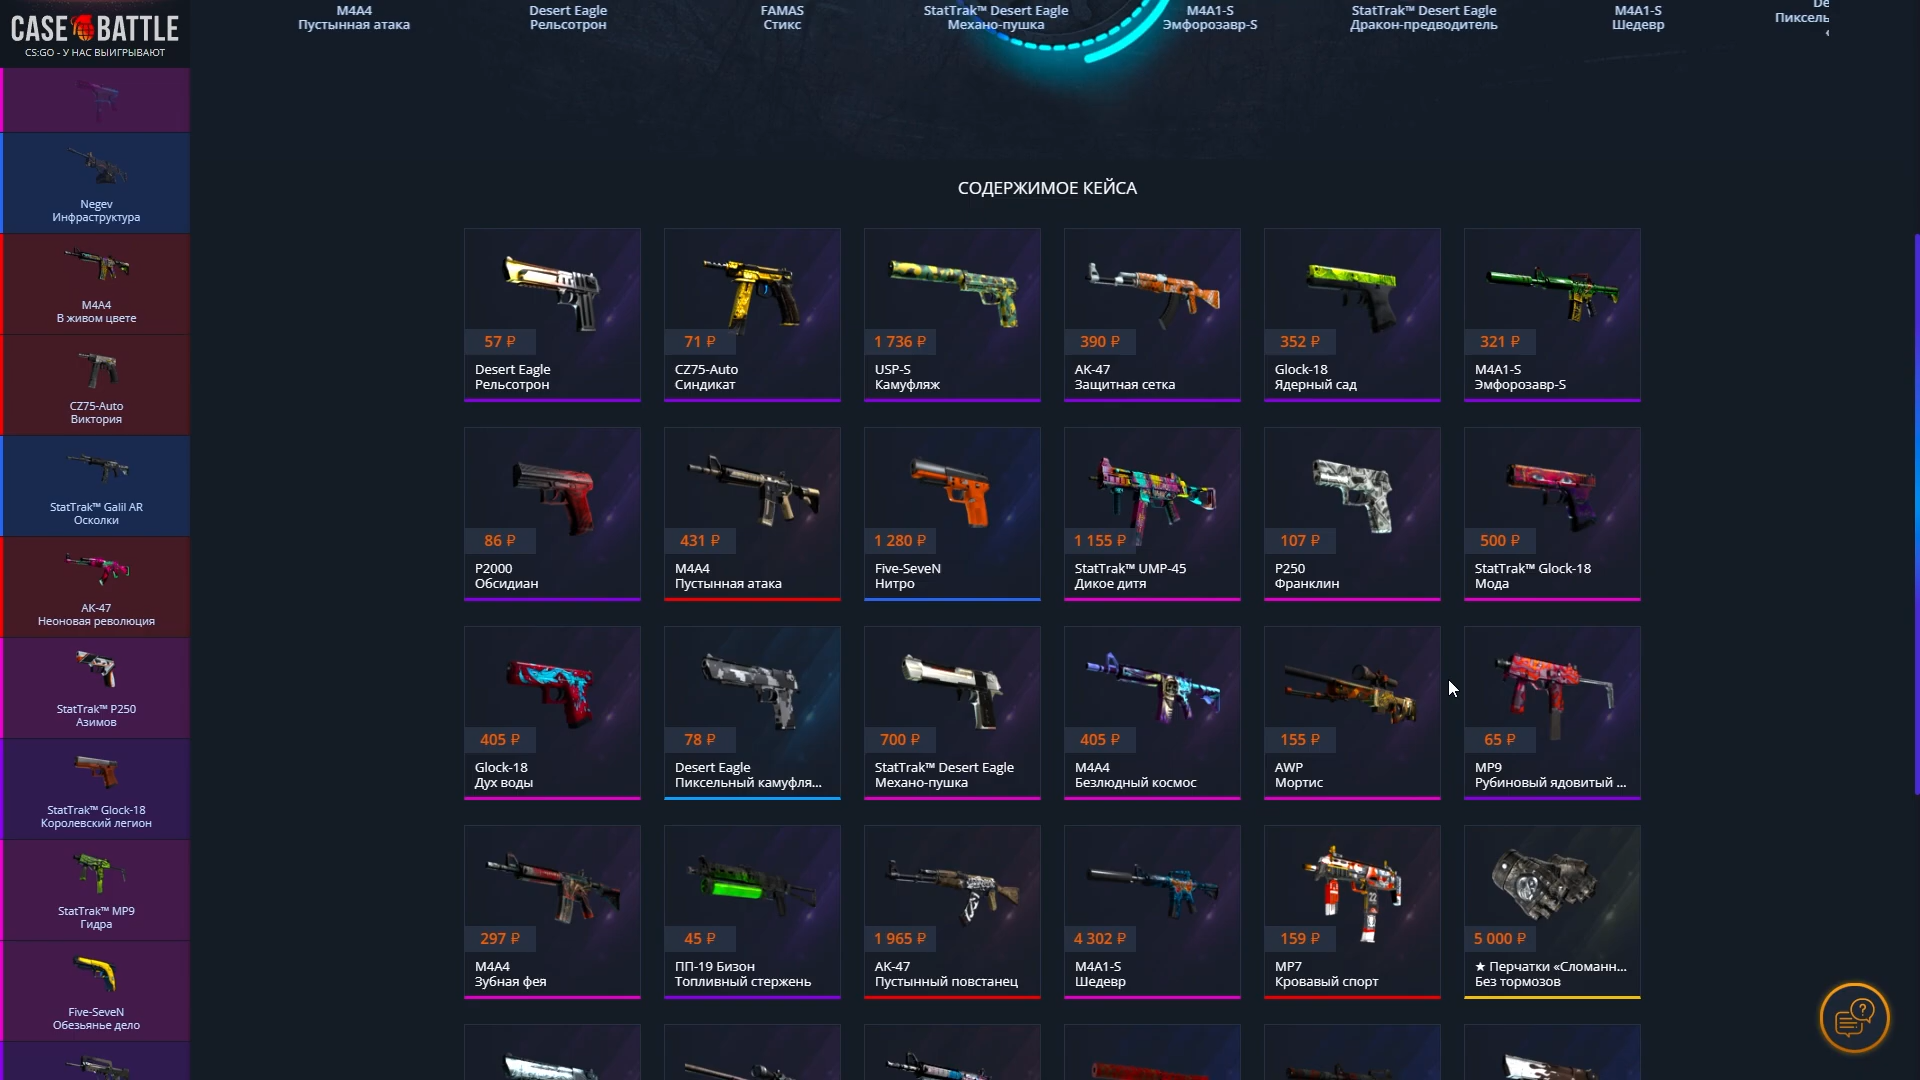 CASE BATTLE
CS:GO - У НАС ВЫИГРЫВАЮТ
M4A4
Пустынная атака
Desert Eagle
Рельсотрон
FAMAS
Стикс
StatTrak™ Desert Eagle
Механо-пушка
M4A1-S
Эмфорозавр-S
StatTrak™ Desert Eagle
Дракон-предводитель
M4A1-S
Шедевр
De
Пиксель
Negev
Инфраструктура
M4A4
В живом цвете
CZ75-Auto
Виктория
StatTrak™ Galil AR
Осколки
AK-47
Неоновая революция
StatTrak™ P250
Азимов
StatTrak™ Glock-18
Королевский легион
StatTrak™ MP9
Гидра
Five-SeveN
Обезьянье дело
СОДЕРЖИМОЕ КЕЙСА
57 ₽
Desert Eagle
Рельсотрон
71 ₽
CZ75-Auto
Синдикат
1 736 ₽
USP-S
Камуфляж
390 ₽
AK-47
Защитная сетка
352 ₽
Glock-18
Ядерный сад
321 ₽
M4A1-S
Эмфорозавр-S
86 ₽
P2000
Обсидиан
431 ₽
M4A4
Пустынная атака
1 280 ₽
Five-SeveN
Нитро
1 155 ₽
StatTrak™ UMP-45
Дикое дитя
107 ₽
P250
Франклин
500 ₽
StatTrak™ Glock-18
Мода
405 ₽
Glock-18
Дух воды
78 ₽
Desert Eagle
Пиксельный камуфля...
700 ₽
StatTrak™ Desert Eagle
Механо-пушка
405 ₽
M4A4
Безлюдный космос
155 ₽
AWP
Мортис
65 ₽
MP9
Рубиновый ядовитый ...
297 ₽
M4A4
Зубная фея
45 ₽
ПП-19 Бизон
Топливный стержень
1 965 ₽
AK-47
Пустынный повстанец
4 302 ₽
M4A1-S
Шедевр
159 ₽
MP7
Кровавый спорт
5 000 ₽
★ Перчатки «Сломанн...
Без тормозов